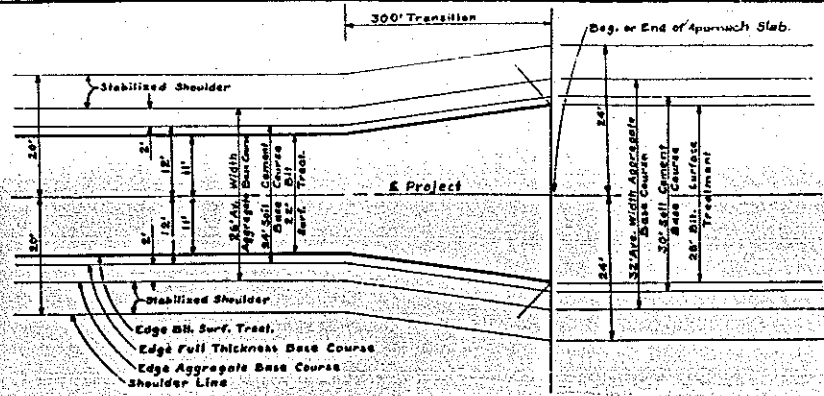 300' Transition
Beg. or End of Approach Slab.
Stabilized Shoulder
20'
2'
12'
11'
26' Av. Width
Aggregate Base Course
24' Soil Cement
Base Course
22' Bit.
Surf. Treat.
24'
32' Ave. Width Aggregate
Base Course
30' Soil Cement
Base Course
28' Bit. Surface
Treatment
℄ Project
20'
2'
12'
11'
24'
Stabilized Shoulder
Edge Bit. Surf. Treat.
Edge Full Thickness Base Course
Edge Aggregate Base Course
Shoulder Line